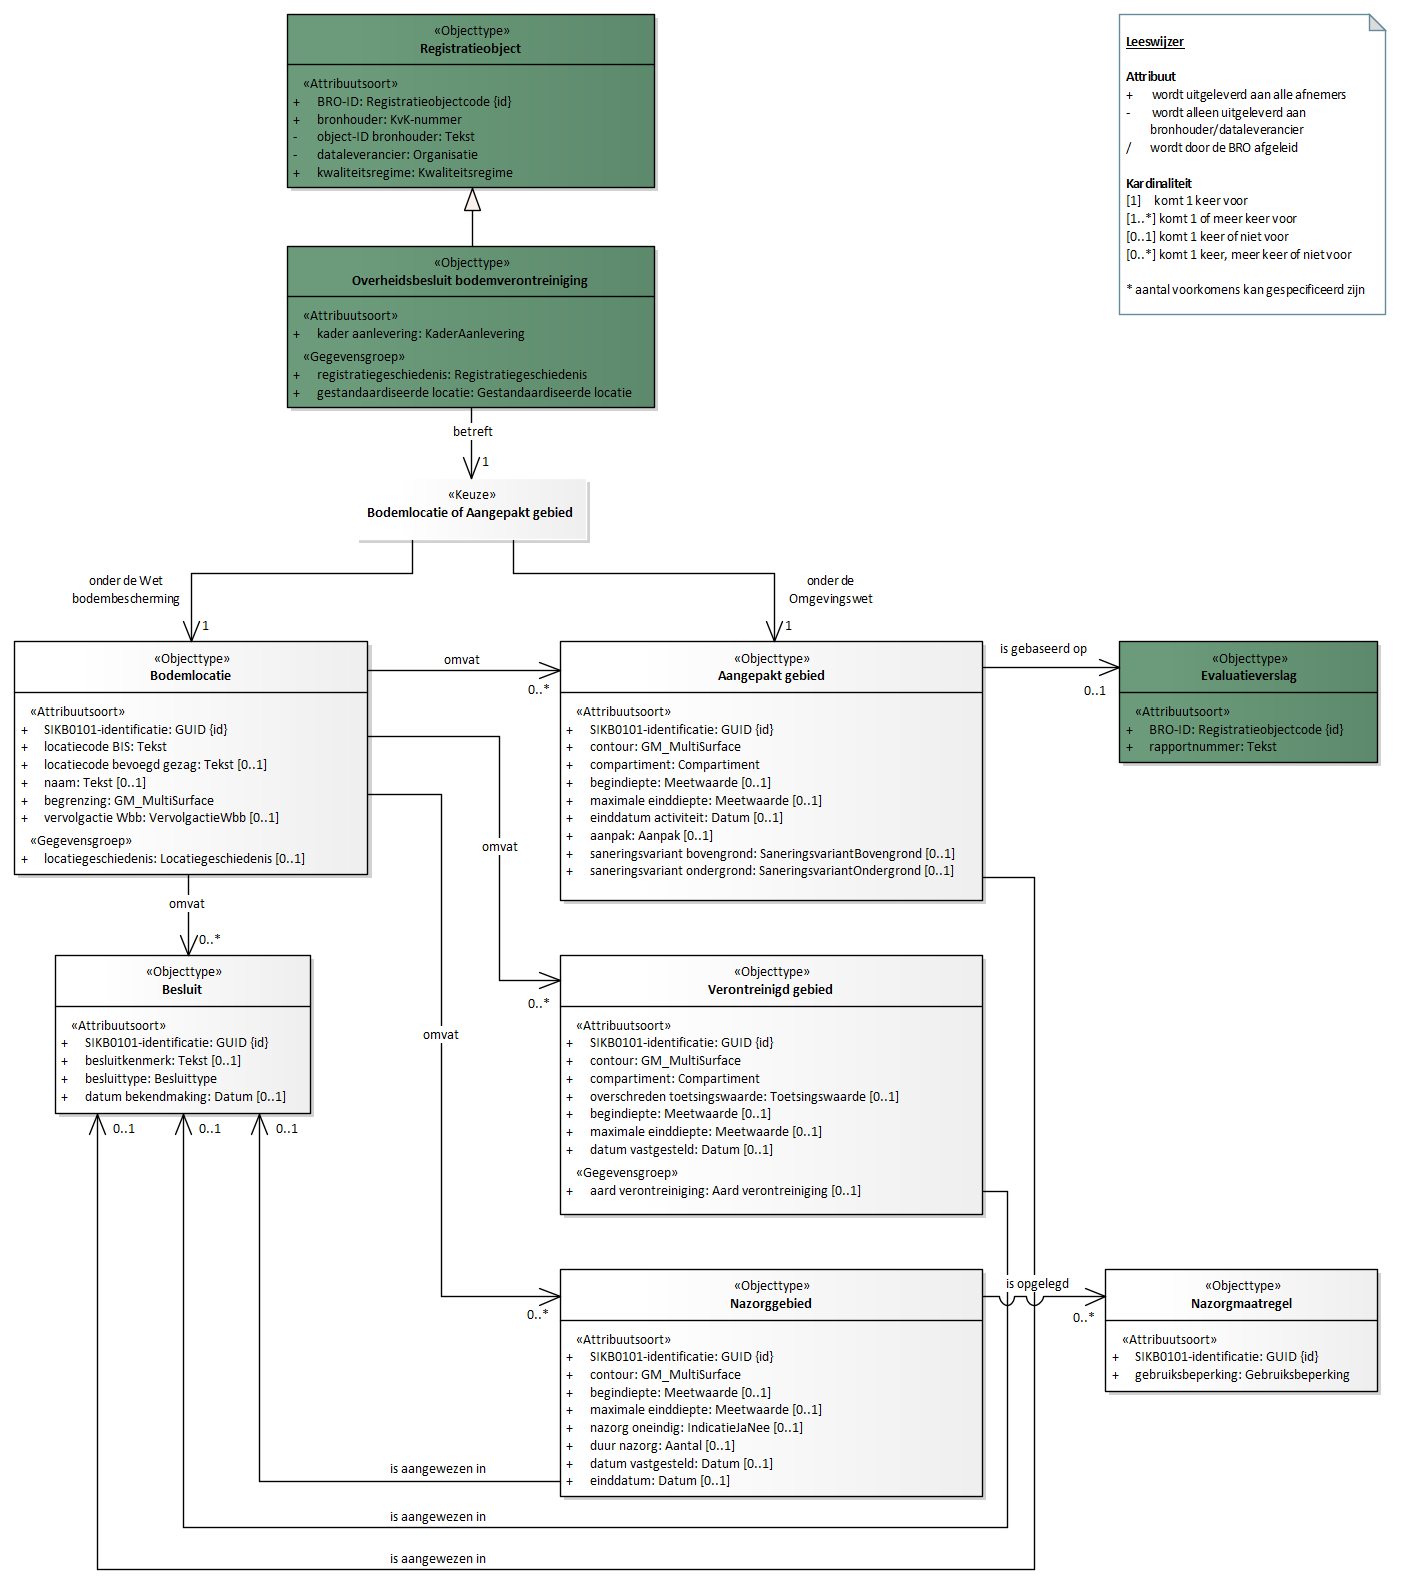 «Objecttype»
Registratieobject
«Attribuutsoort»
+ BRO-ID: Registratieobjectcode {id}
+ bronhouder: KvK-nummer
- object-ID bronhouder: Tekst
- dataleverancier: Organisatie
+ kwaliteitsregime: Kwaliteitsregime
Leeswijzer
Attribuut
+ wordt uitgeleverd aan alle afnemers
- wordt alleen uitgeleverd aan
bronhouder/dataleverancier
/ wordt door de BRO afgeleid
Kardinaliteit
[1] komt 1 keer voor
[1..*] komt 1 of meer keer voor
[0..1] komt 1 keer of niet voor
[0..*] komt 1 keer, meer keer of niet voor
* aantal voorkomens kan gespecificeerd zijn
«Objecttype»
Overheidsbesluit bodemverontreiniging
«Attribuutsoort»
+ kader aanlevering: KaderAanlevering
«Gegevensgroep»
+ registratiegeschiedenis: Registratiegeschiedenis
+ gestandaardiseerde locatie: Gestandaardiseerde locatie
betreft
1
«Keuze»
Bodemlocatie of Aangepakt gebied
onder de Wet
bodembescherming
1
onder de
Omgevingswet
1
«Objecttype»
Bodemlocatie
«Attribuutsoort»
+ SIKB0101-identificatie: GUID {id}
+ locatiecode BIS: Tekst
+ locatiecode bevoegd gezag: Tekst [0..1]
+ naam: Tekst [0..1]
+ begrenzing: GM_MultiSurface
+ vervolgactie Wbb: VervolgactieWbb [0..1]
«Gegevensgroep»
+ locatiegeschiedenis: Locatiegeschiedenis [0..1]
omvat
0..*
«Objecttype»
Aangepakt gebied
«Attribuutsoort»
+ SIKB0101-identificatie: GUID {id}
+ contour: GM_MultiSurface
+ compartiment: Compartiment
+ begindiepte: Meetwaarde [0..1]
+ maximale einddiepte: Meetwaarde [0..1]
+ einddatum activiteit: Datum [0..1]
+ aanpak: Aanpak [0..1]
+ saneringsvariant bovengrond: SaneringsvariantBovengrond [0..1]
+ saneringsvariant ondergrond: SaneringsvariantOndergrond [0..1]
is gebaseerd op
0..1
«Objecttype»
Evaluatieverslag
«Attribuutsoort»
+ BRO-ID: Registratieobjectcode {id}
+ rapportnummer: Tekst
omvat
0..*
omvat
0..*
«Objecttype»
Besluit
«Attribuutsoort»
+ SIKB0101-identificatie: GUID {id}
+ besluitkenmerk: Tekst [0..1]
+ besluittype: Besluittype
+ datum bekendmaking: Datum [0..1]
0..1
0..1
0..1
«Objecttype»
Verontreinigd gebied
«Attribuutsoort»
+ SIKB0101-identificatie: GUID {id}
+ contour: GM_MultiSurface
+ compartiment: Compartiment
+ overschreden toetsingswaarde: Toetsingswaarde [0..1]
+ begindiepte: Meetwaarde [0..1]
+ maximale einddiepte: Meetwaarde [0..1]
+ datum vastgesteld: Datum [0..1]
«Gegevensgroep»
+ aard verontreiniging: Aard verontreiniging [0..1]
omvat
0..*
«Objecttype»
Nazorggebied
«Attribuutsoort»
+ SIKB0101-identificatie: GUID {id}
+ contour: GM_MultiSurface
+ begindiepte: Meetwaarde [0..1]
+ maximale einddiepte: Meetwaarde [0..1]
+ nazorg oneindig: IndicatieJaNee [0..1]
+ duur nazorg: Aantal [0..1]
+ datum vastgesteld: Datum [0..1]
+ einddatum: Datum [0..1]
is opgelegd
0..*
«Objecttype»
Nazorgmaatregel
«Attribuutsoort»
+ SIKB0101-identificatie: GUID {id}
+ gebruiksbeperking: Gebruiksbeperking
is aangewezen in
is aangewezen in
is aangewezen in